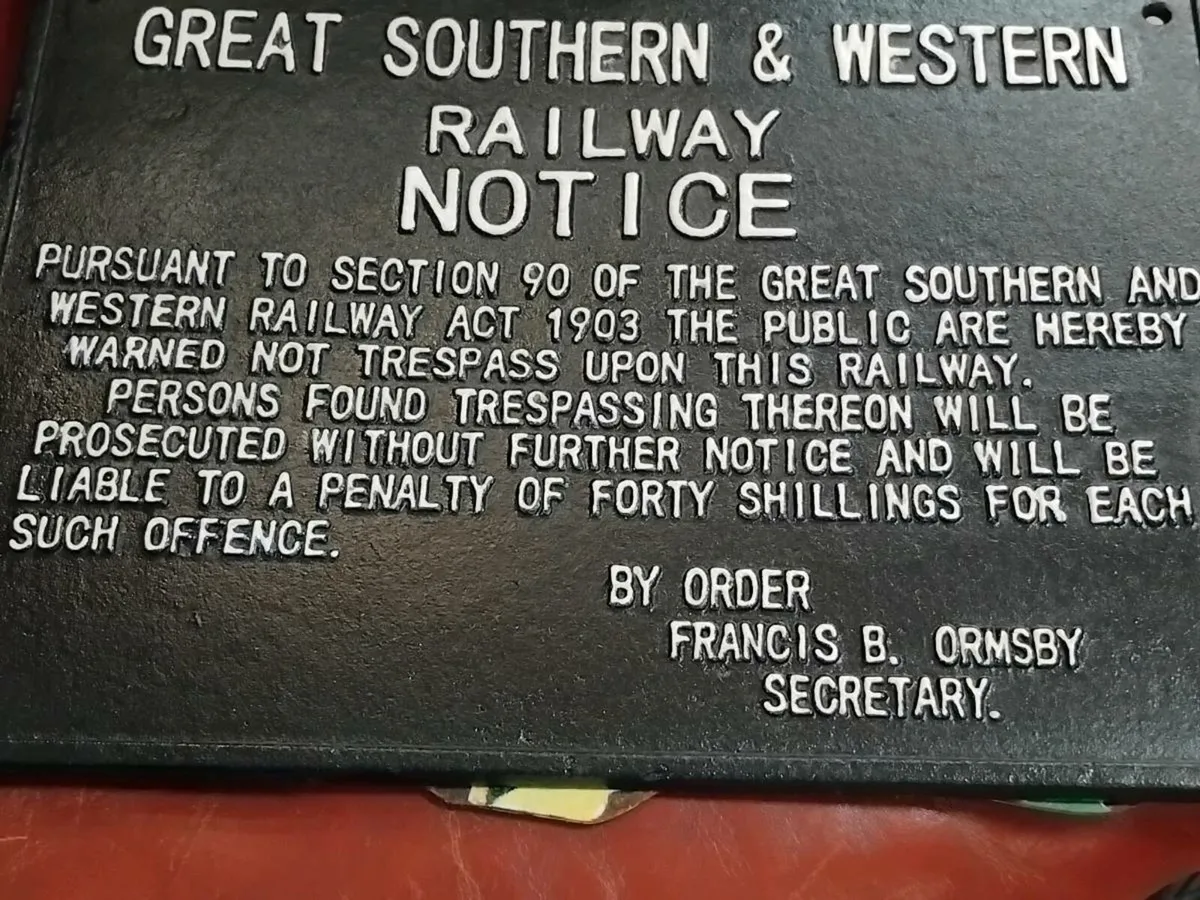 GREAT SOUTHERN & WESTERN
RAILWAY
NOTICE
PURSUANT TO SECTION 90 OF THE GREAT SOUTHERN AND
WESTERN RAILWAY ACT 1903 THE PUBLIC ARE HEREBY
WARNED NOT TRESPASS UPON THIS RAILWAY.
PERSONS FOUND TRESPASSING THEREON WILL BE
PROSECUTED WITHOUT FURTHER NOTICE AND WILL BE
LIABLE TO A PENALTY OF FORTY SHILLINGS FOR EACH
SUCH OFFENCE.
BY ORDER
FRANCIS B. ORMSBY
SECRETARY.